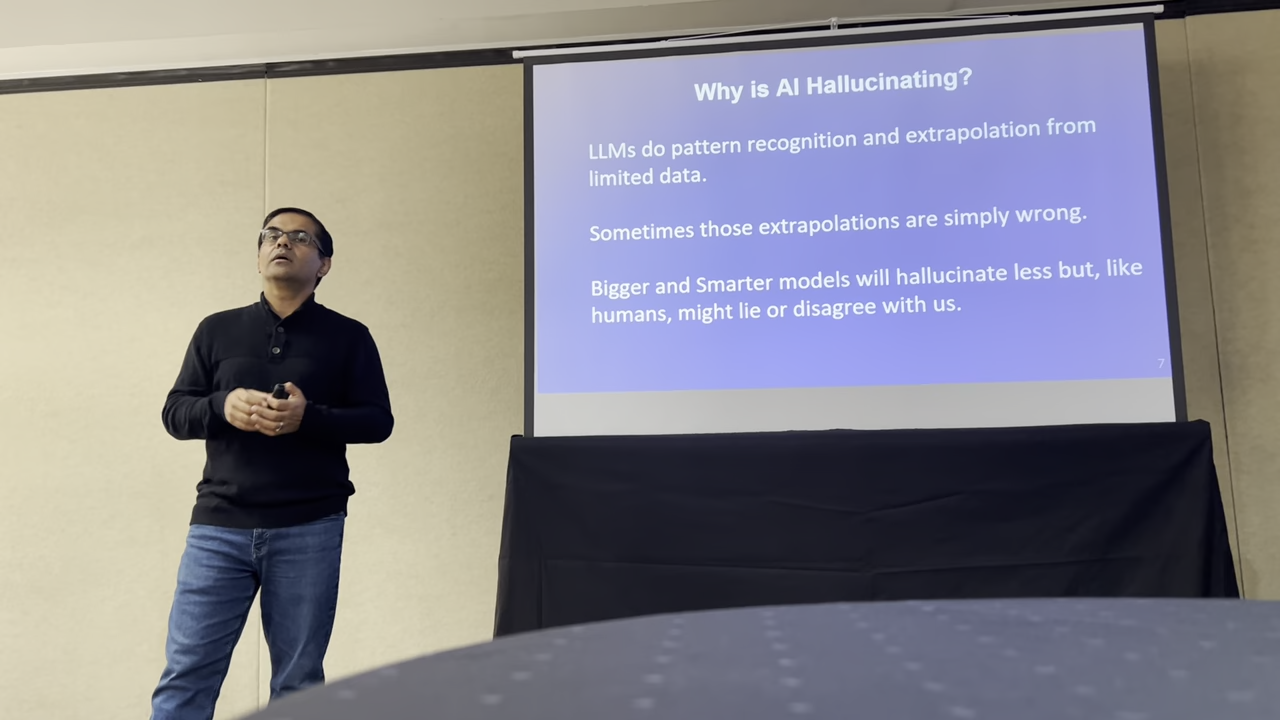 Why is AI Hallucinating?
LLMs do pattern recognition and extrapolation from
limited data.
Sometimes those extrapolations are simply wrong.
Bigger and Smarter models will hallucinate less but, like
humans, might lie or disagree with us.
7